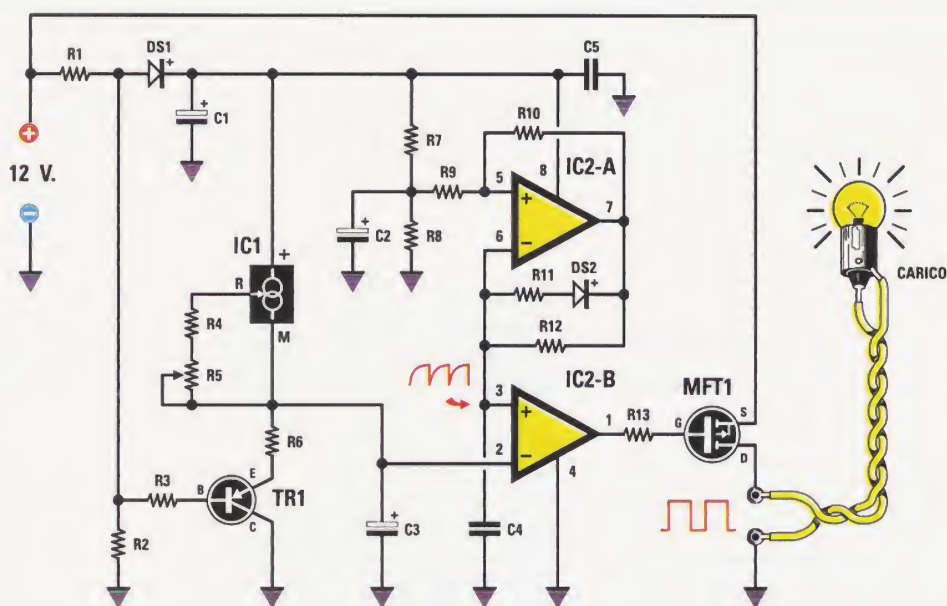 R1
DS1
+
C5
+
C1
R10
R7
IC2-A
8
R9
5
+
7
12 V.
6
−
C2
R8
IC1
+
R11
DS2
+
CARICO
R
M
R4
R12
R5
IC2-B
MFT1
3
+
1
R13
G
S
D
R6
2
−
4
E
R3
B
TR1
C
+
C3
C4
R2